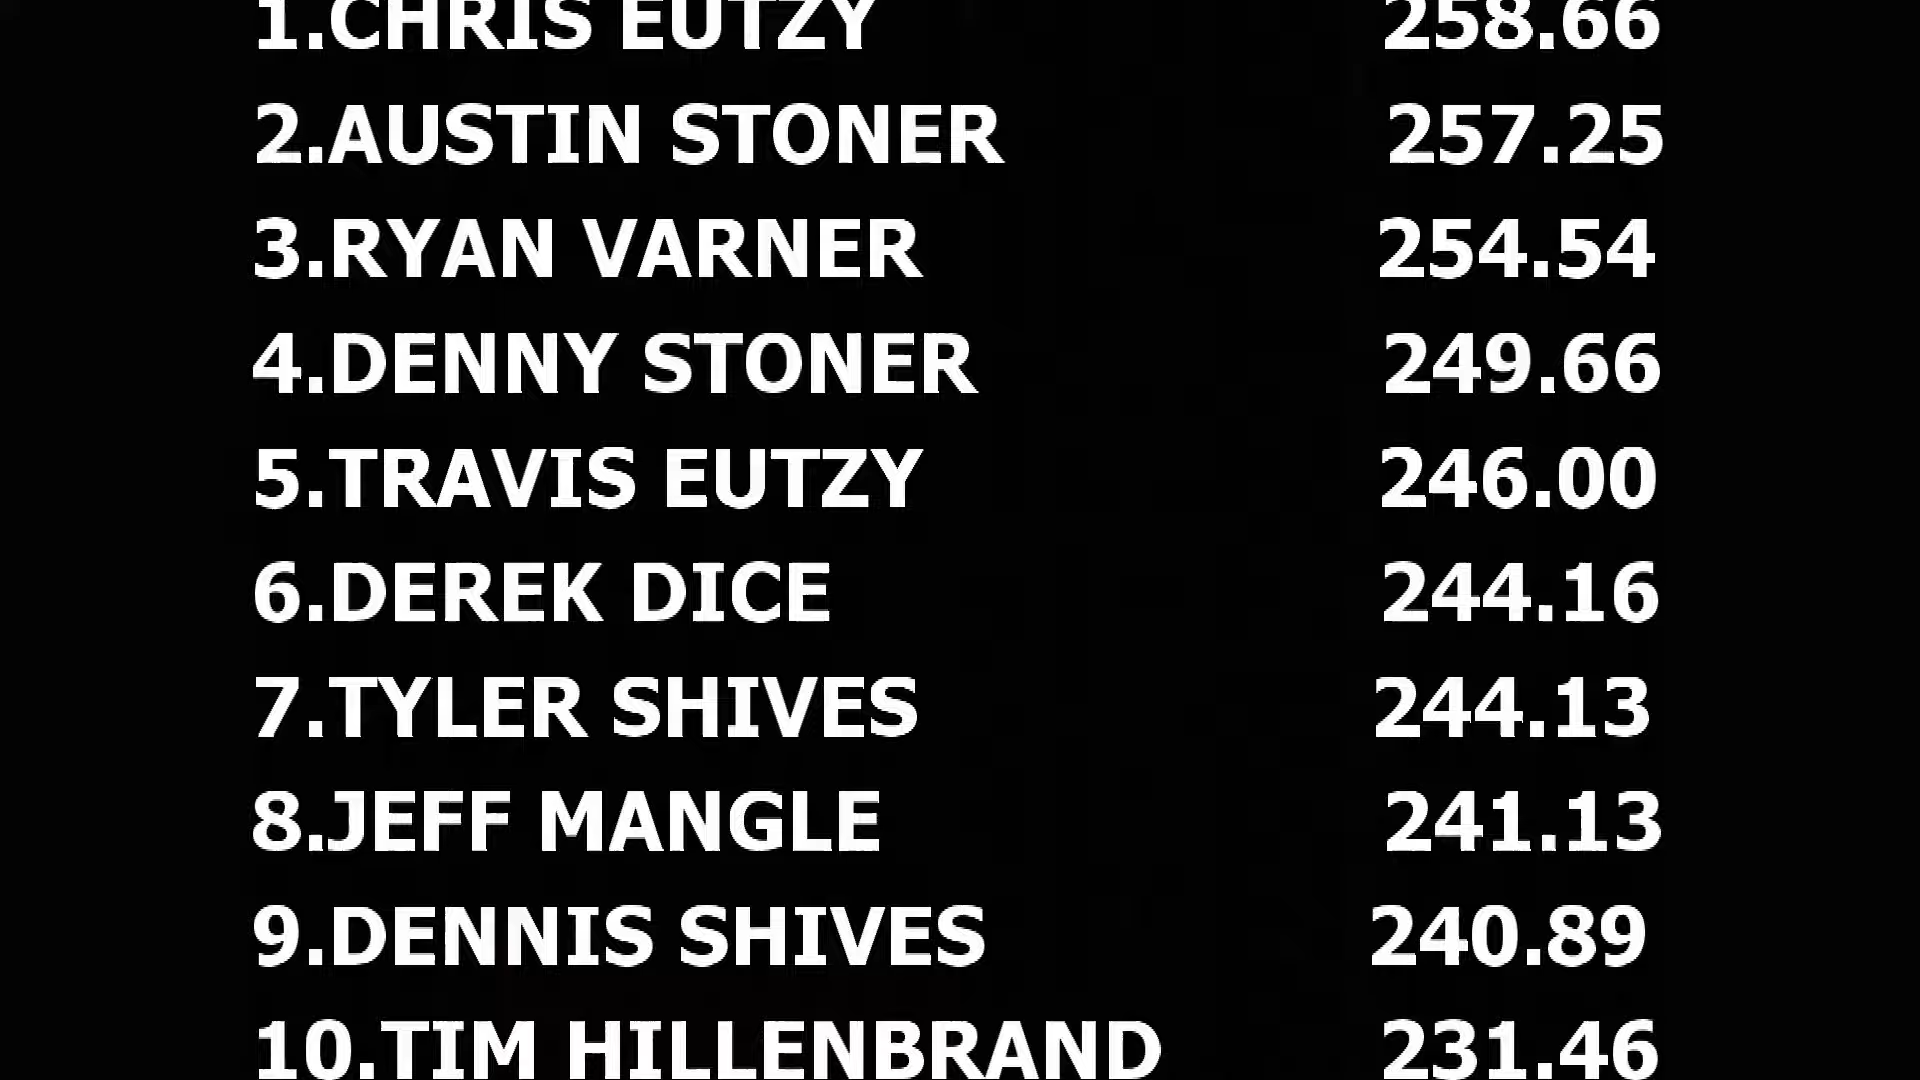 1.CHRIS EUTZY 258.66
2.AUSTIN STONER 257.25
3.RYAN VARNER 254.54
4.DENNY STONER 249.66
5.TRAVIS EUTZY 246.00
6.DEREK DICE 244.16
7.TYLER SHIVES 244.13
8.JEFF MANGLE 241.13
9.DENNIS SHIVES 240.89
10.TIM HILLENBRAND 231.46